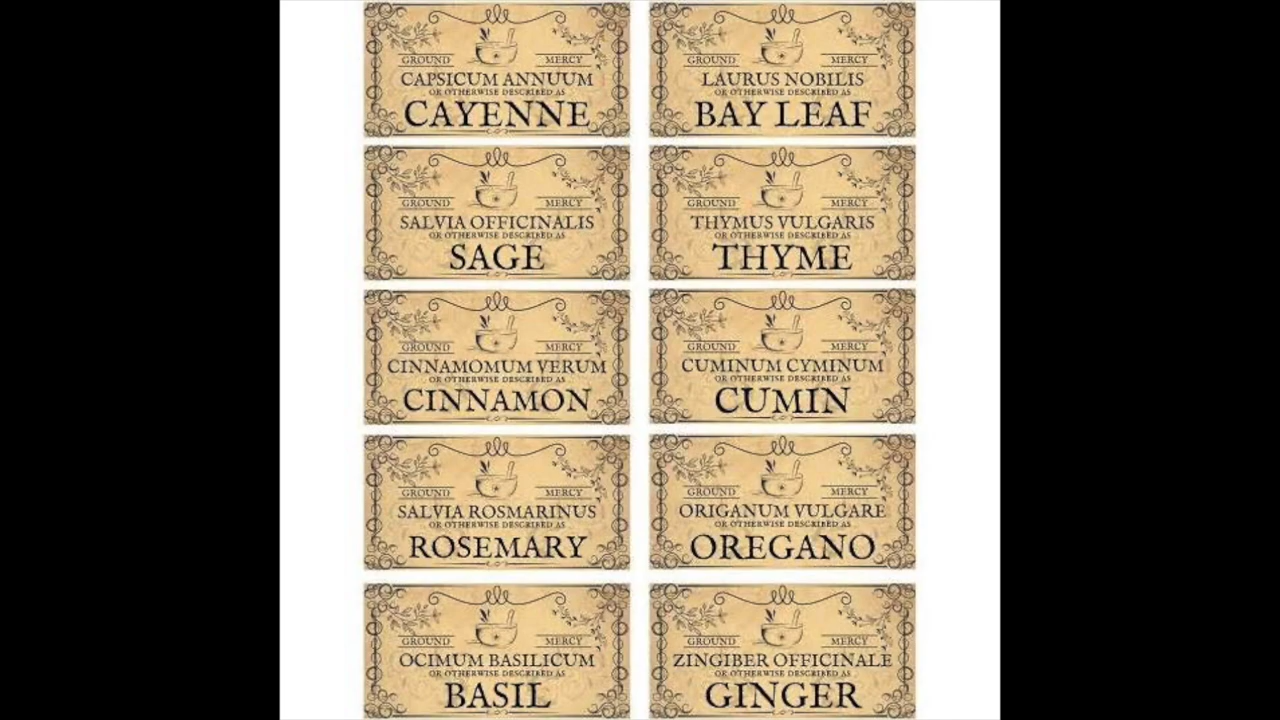 GROUND MERCY
CAPSICUM ANNUUM
OR OTHERWISE DESCRIBED AS
CAYENNE
GROUND MERCY
LAURUS NOBILIS
OR OTHERWISE DESCRIBED AS
BAY LEAF
GROUND MERCY
SALVIA OFFICINALIS
OR OTHERWISE DESCRIBED AS
SAGE
GROUND MERCY
THYMUS VULGARIS
OR OTHERWISE DESCRIBED AS
THYME
GROUND MERCY
CINNAMOMUM VERUM
OR OTHERWISE DESCRIBED AS
CINNAMON
GROUND MERCY
CUMINUM CYMINUM
OR OTHERWISE DESCRIBED AS
CUMIN
GROUND MERCY
SALVIA ROSMARINUS
OR OTHERWISE DESCRIBED AS
ROSEMARY
GROUND MERCY
ORIGANUM VULGARE
OR OTHERWISE DESCRIBED AS
OREGANO
GROUND MERCY
OCIMUM BASILICUM
OR OTHERWISE DESCRIBED AS
BASIL
GROUND MERCY
ZINGIBER OFFICINALE
OR OTHERWISE DESCRIBED AS
GINGER